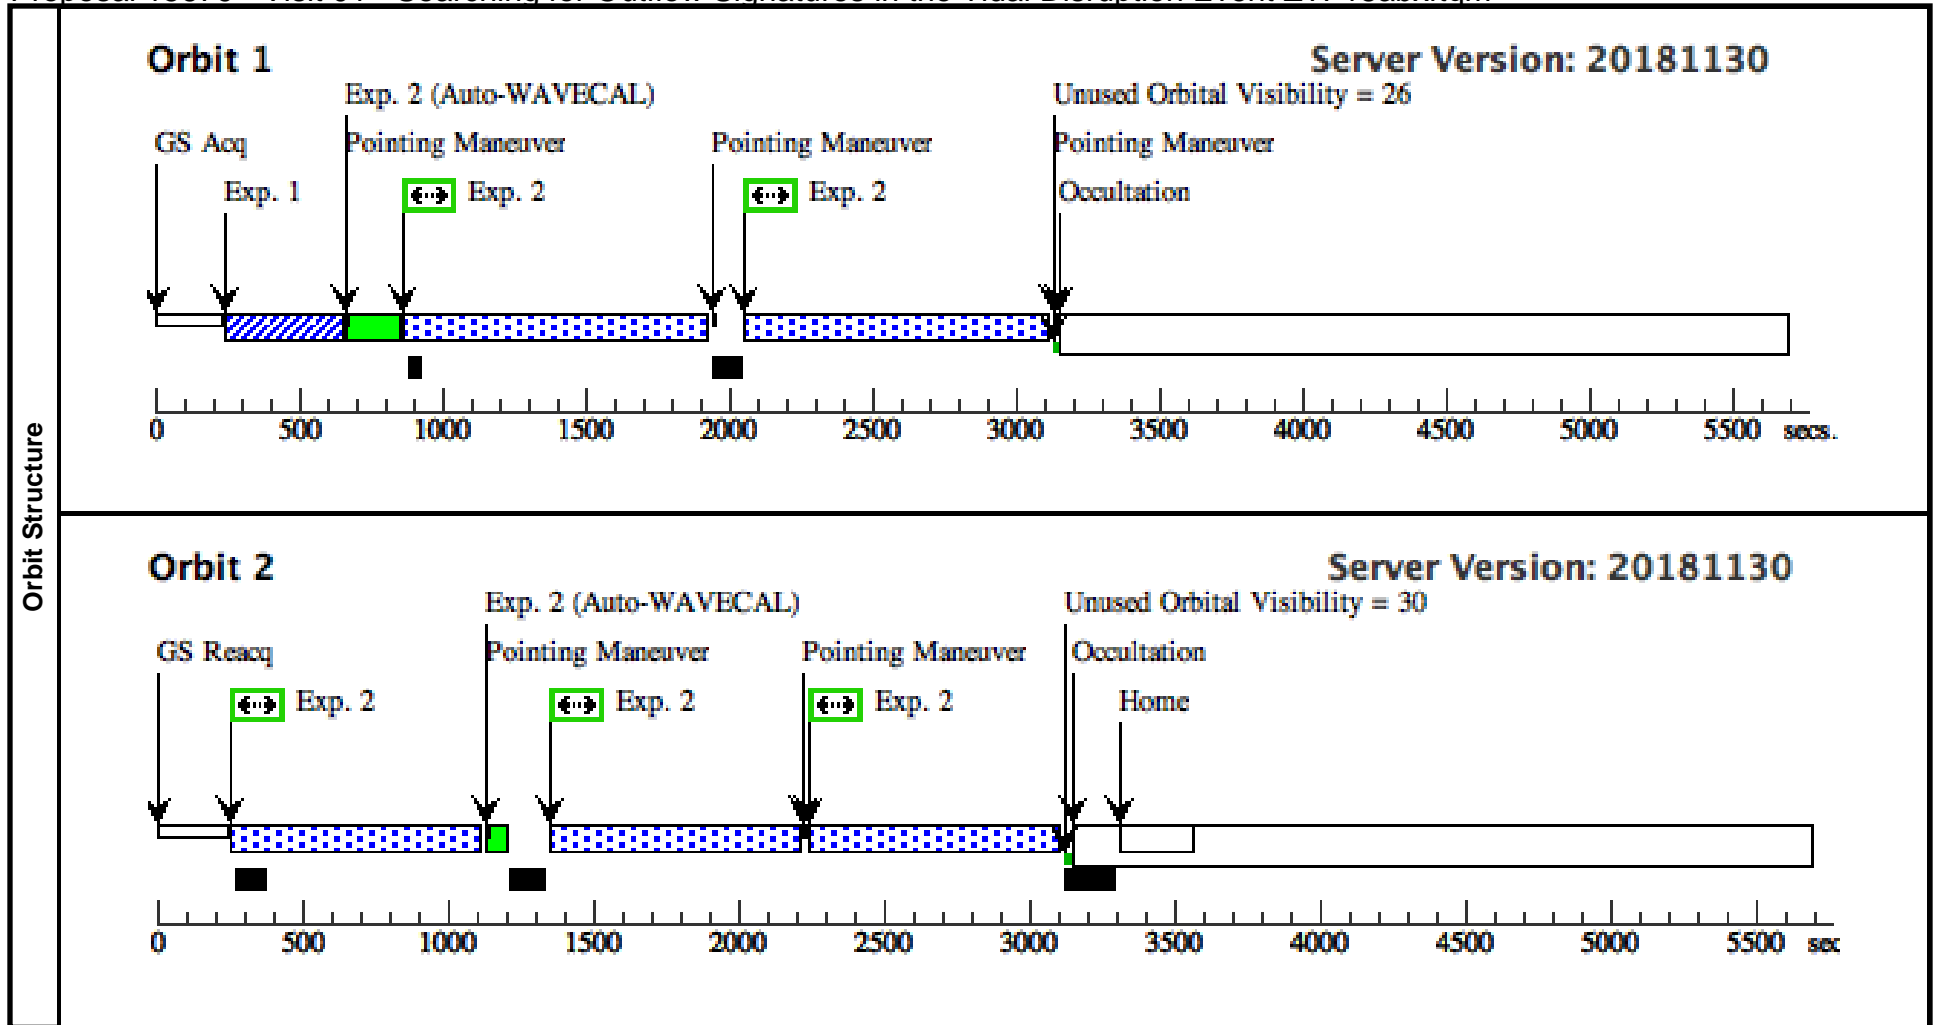 Orbit Structure
Orbit 1
Server Version: 20181130
Exp. 2 (Auto-WAVECAL)
Unused Orbital Visibility = 26
GS Acq
Pointing Maneuver
Pointing Maneuver
Pointing Maneuver
Exp. 1
Exp. 2
Exp. 2
Occultation
0 500 1000 1500 2000 2500 3000 3500 4000 4500 5000 5500 secs.
Orbit 2
Server Version: 20181130
Exp. 2 (Auto-WAVECAL)
Unused Orbital Visibility = 30
GS Reacq
Pointing Maneuver
Pointing Maneuver
Occultation
Exp. 2
Exp. 2
Exp. 2
Home
0 500 1000 1500 2000 2500 3000 3500 4000 4500 5000 5500 sec